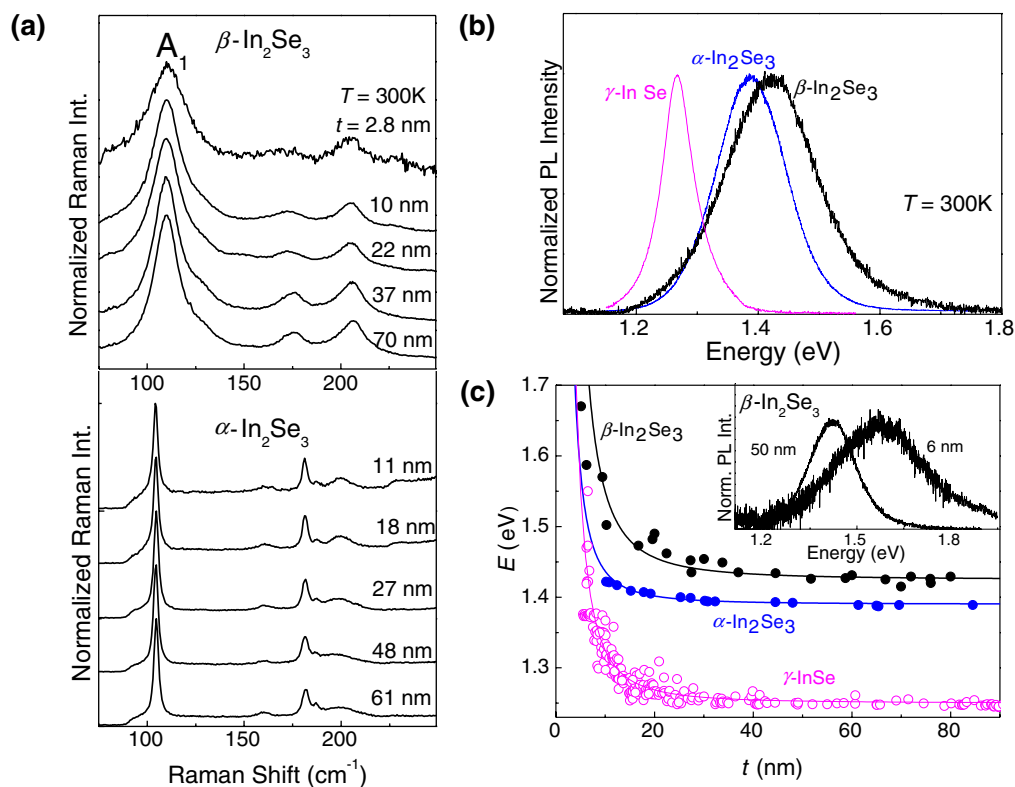 (a)
A₁
β-In₂Se₃
T = 300K
t = 2.8 nm
10 nm
22 nm
37 nm
70 nm
Normalized Raman Int.
100 150 200
α-In₂Se₃
11 nm
18 nm
27 nm
48 nm
61 nm
Normalized Raman Int.
100 150 200
Raman Shift (cm⁻¹)
(b)
Normalized PL Intensity
γ-In Se
α-In₂Se₃
β-In₂Se₃
T = 300K
1.2 1.4 1.6 1.8
Energy (eV)
(c)
1.7
1.6
1.5
1.4
1.3
E (eV)
β-In₂Se₃
α-In₂Se₃
γ-InSe
0 20 40 60 80
t (nm)
β-In₂Se₃
50 nm
6 nm
Norm. PL Int.
1.2 1.5 1.8
Energy (eV)